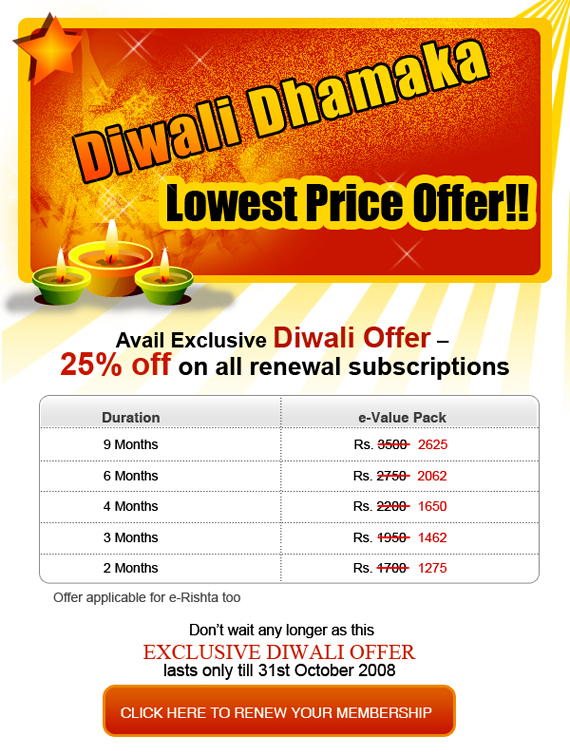 Diwali Dhamaka
Lowest Price Offer!!
Avail Exclusive Diwali Offer –
25% Off on all renewal subscriptions
Duration e-Value Pack
9 Months Rs. 3500 2625
6 Months Rs. 2750 2062
4 Months Rs. 2200 1650
3 Months Rs. 1950 1462
2 Months Rs. 1700 1275
Offer applicable for e-Rishta too
Don't wait any longer as this
EXCLUSIVE DIWALI OFFER
lasts only till 31st October 2008
CLICK HERE TO RENEW YOUR MEMBERSHIP